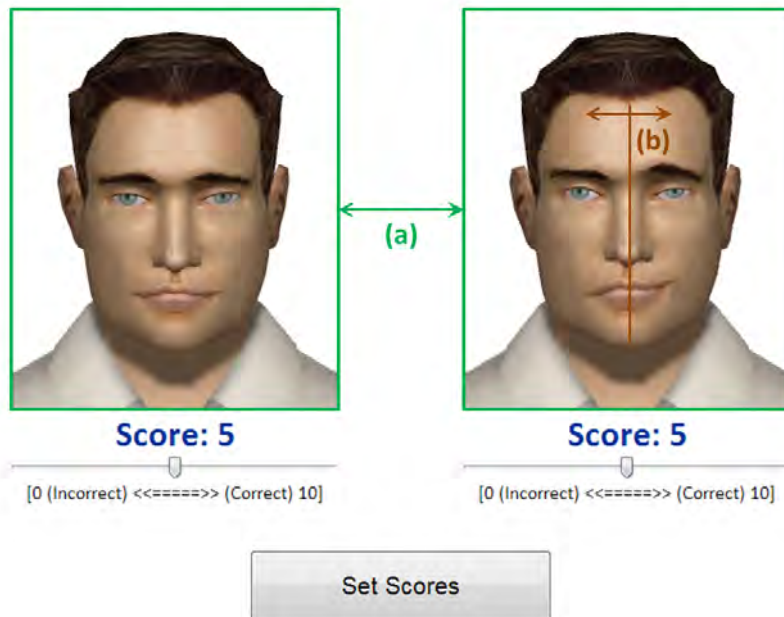 (b)
(a)
Score: 5
Score: 5
[0 (Incorrect) <<=====>> (Correct) 10]
[0 (Incorrect) <<=====>> (Correct) 10]
Set Scores